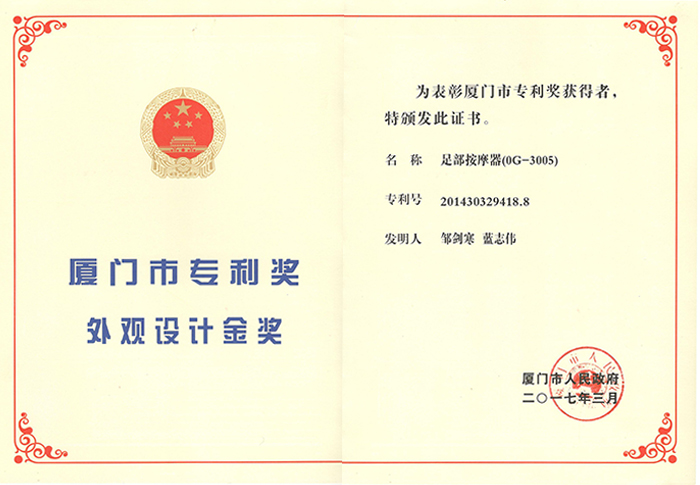 厦门市专利奖
外观设计金奖
为表彰厦门市专利奖获得者，
特颁发此证书。
名 称 足部按摩器(OG-3005)
专利号 201430329418.8
发明人 邹剑寒 蓝志伟
厦门市人民政府
二〇一七年三月